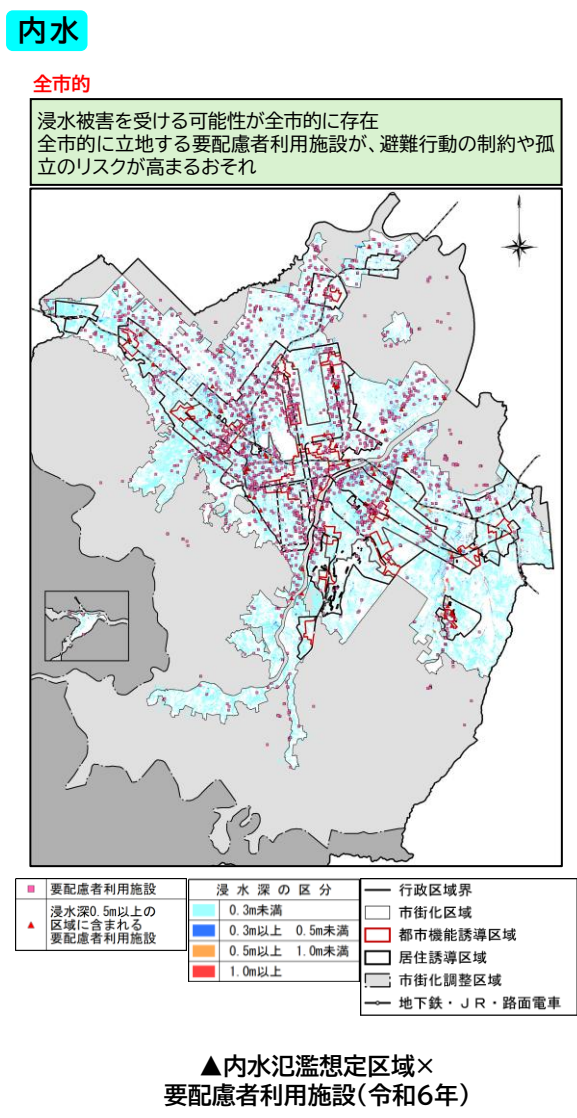 内水
全市的
浸水被害を受ける可能性が全市的に存在
全市的に立地する要配慮者利用施設が、避難行動の制約や孤
立のリスクが高まるおそれ
要配慮者利用施設
浸水深0.5m以上の
区域に含まれる
要配慮者利用施設
浸水深の区分
0.3m未満
0.3m以上 0.5m未満
0.5m以上 1.0m未満
1.0m以上
行政区域界
市街化区域
都市機能誘導区域
居住誘導区域
市街化調整区域
地下鉄・JR・路面電車
▲内水氾濫想定区域×
要配慮者利用施設(令和6年)